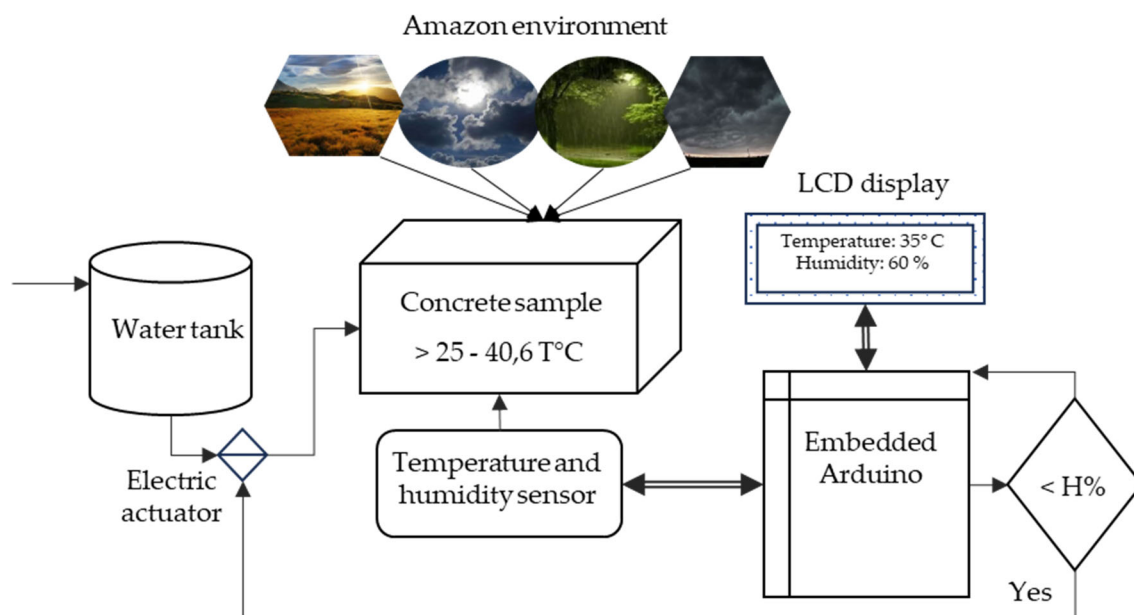 Amazon environment
LCD display
Temperature: 35° C
Humidity: 60 %
Water tank
Concrete sample
> 25 - 40,6 T°C
Electric
actuator
Temperature and
humidity sensor
Embedded
Arduino
< H%
Yes